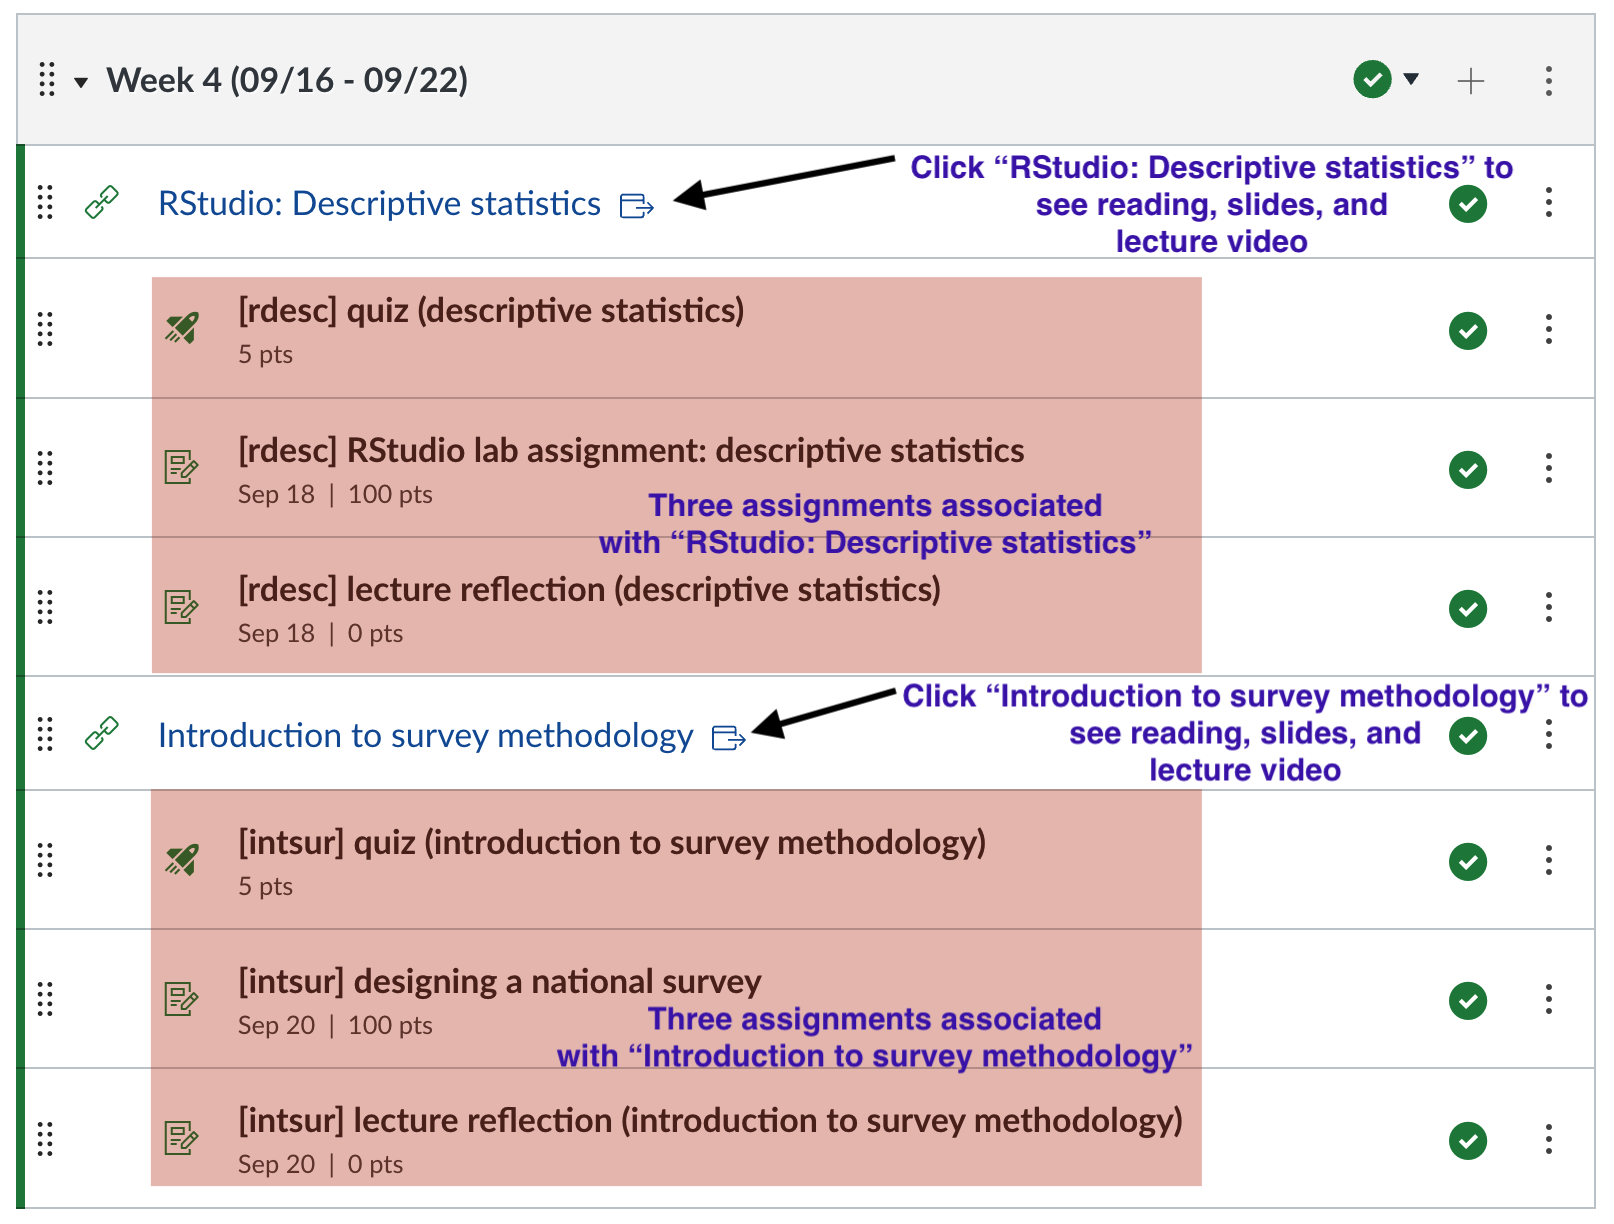 Week 4 (09/16 - 09/22)
RStudio: Descriptive statistics
Click “RStudio: Descriptive statistics” to
see reading, slides, and
lecture video
[rdesc] quiz (descriptive statistics)
5 pts
[rdesc] RStudio lab assignment: descriptive statistics
Sep 18 | 100 pts
Three assignments associated
with “RStudio: Descriptive statistics”
[rdesc] lecture reflection (descriptive statistics)
Sep 18 | 0 pts
Introduction to survey methodology
Click “Introduction to survey methodology” to
see reading, slides, and
lecture video
[intsur] quiz (introduction to survey methodology)
5 pts
[intsur] designing a national survey
Sep 20 | 100 pts
Three assignments associated
with “Introduction to survey methodology”
[intsur] lecture reflection (introduction to survey methodology)
Sep 20 | 0 pts